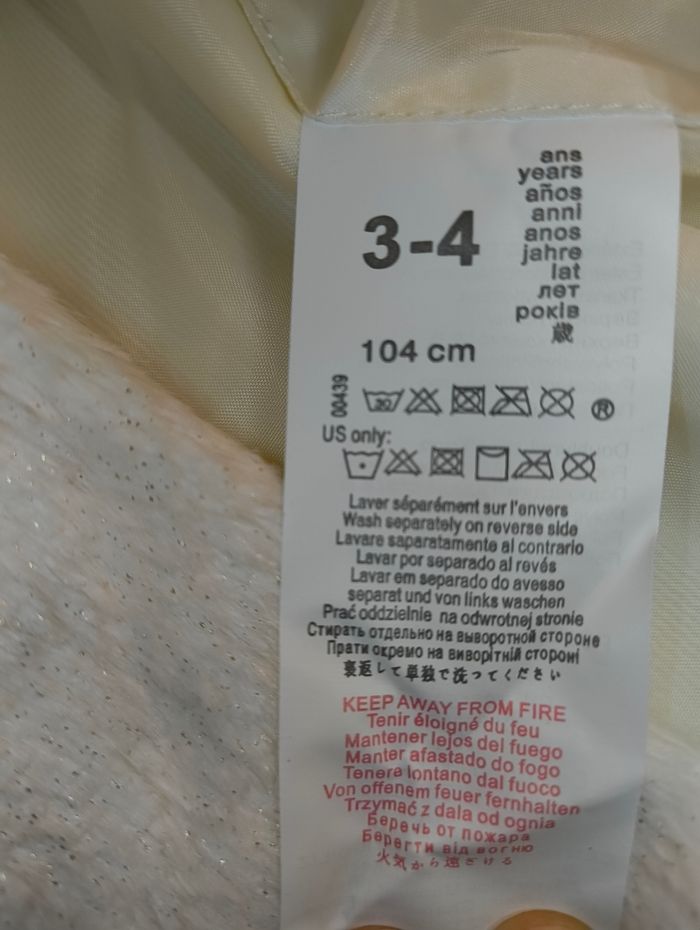 ans
years
años
anni
anos
jahre
lat
лет
років
歳
3-4
104 cm
00439
30
®
US only:
Laver séparément sur l'envers
Wash separately on reverse side
Lavare saparatamente al contrario
Lavar por separado al revés
Lavar em separado do avesso
separat und von links waschen
Prać oddzielnie na odwrotnej stronie
Стирать отдельно на выворотной стороне
Прати окремо на виворітній стороні
裏返して単独で洗ってください
KEEP AWAY FROM FIRE
Tenir éloigné du feu
Mantener lejos del fuego
Manter afastado do fogo
Tenere lontano dal fuoco
Von offenem feuer fernhalten
Trzymać z dala od ognia
Беречь от пожара
Берегти від вогню
火気から遠ざける